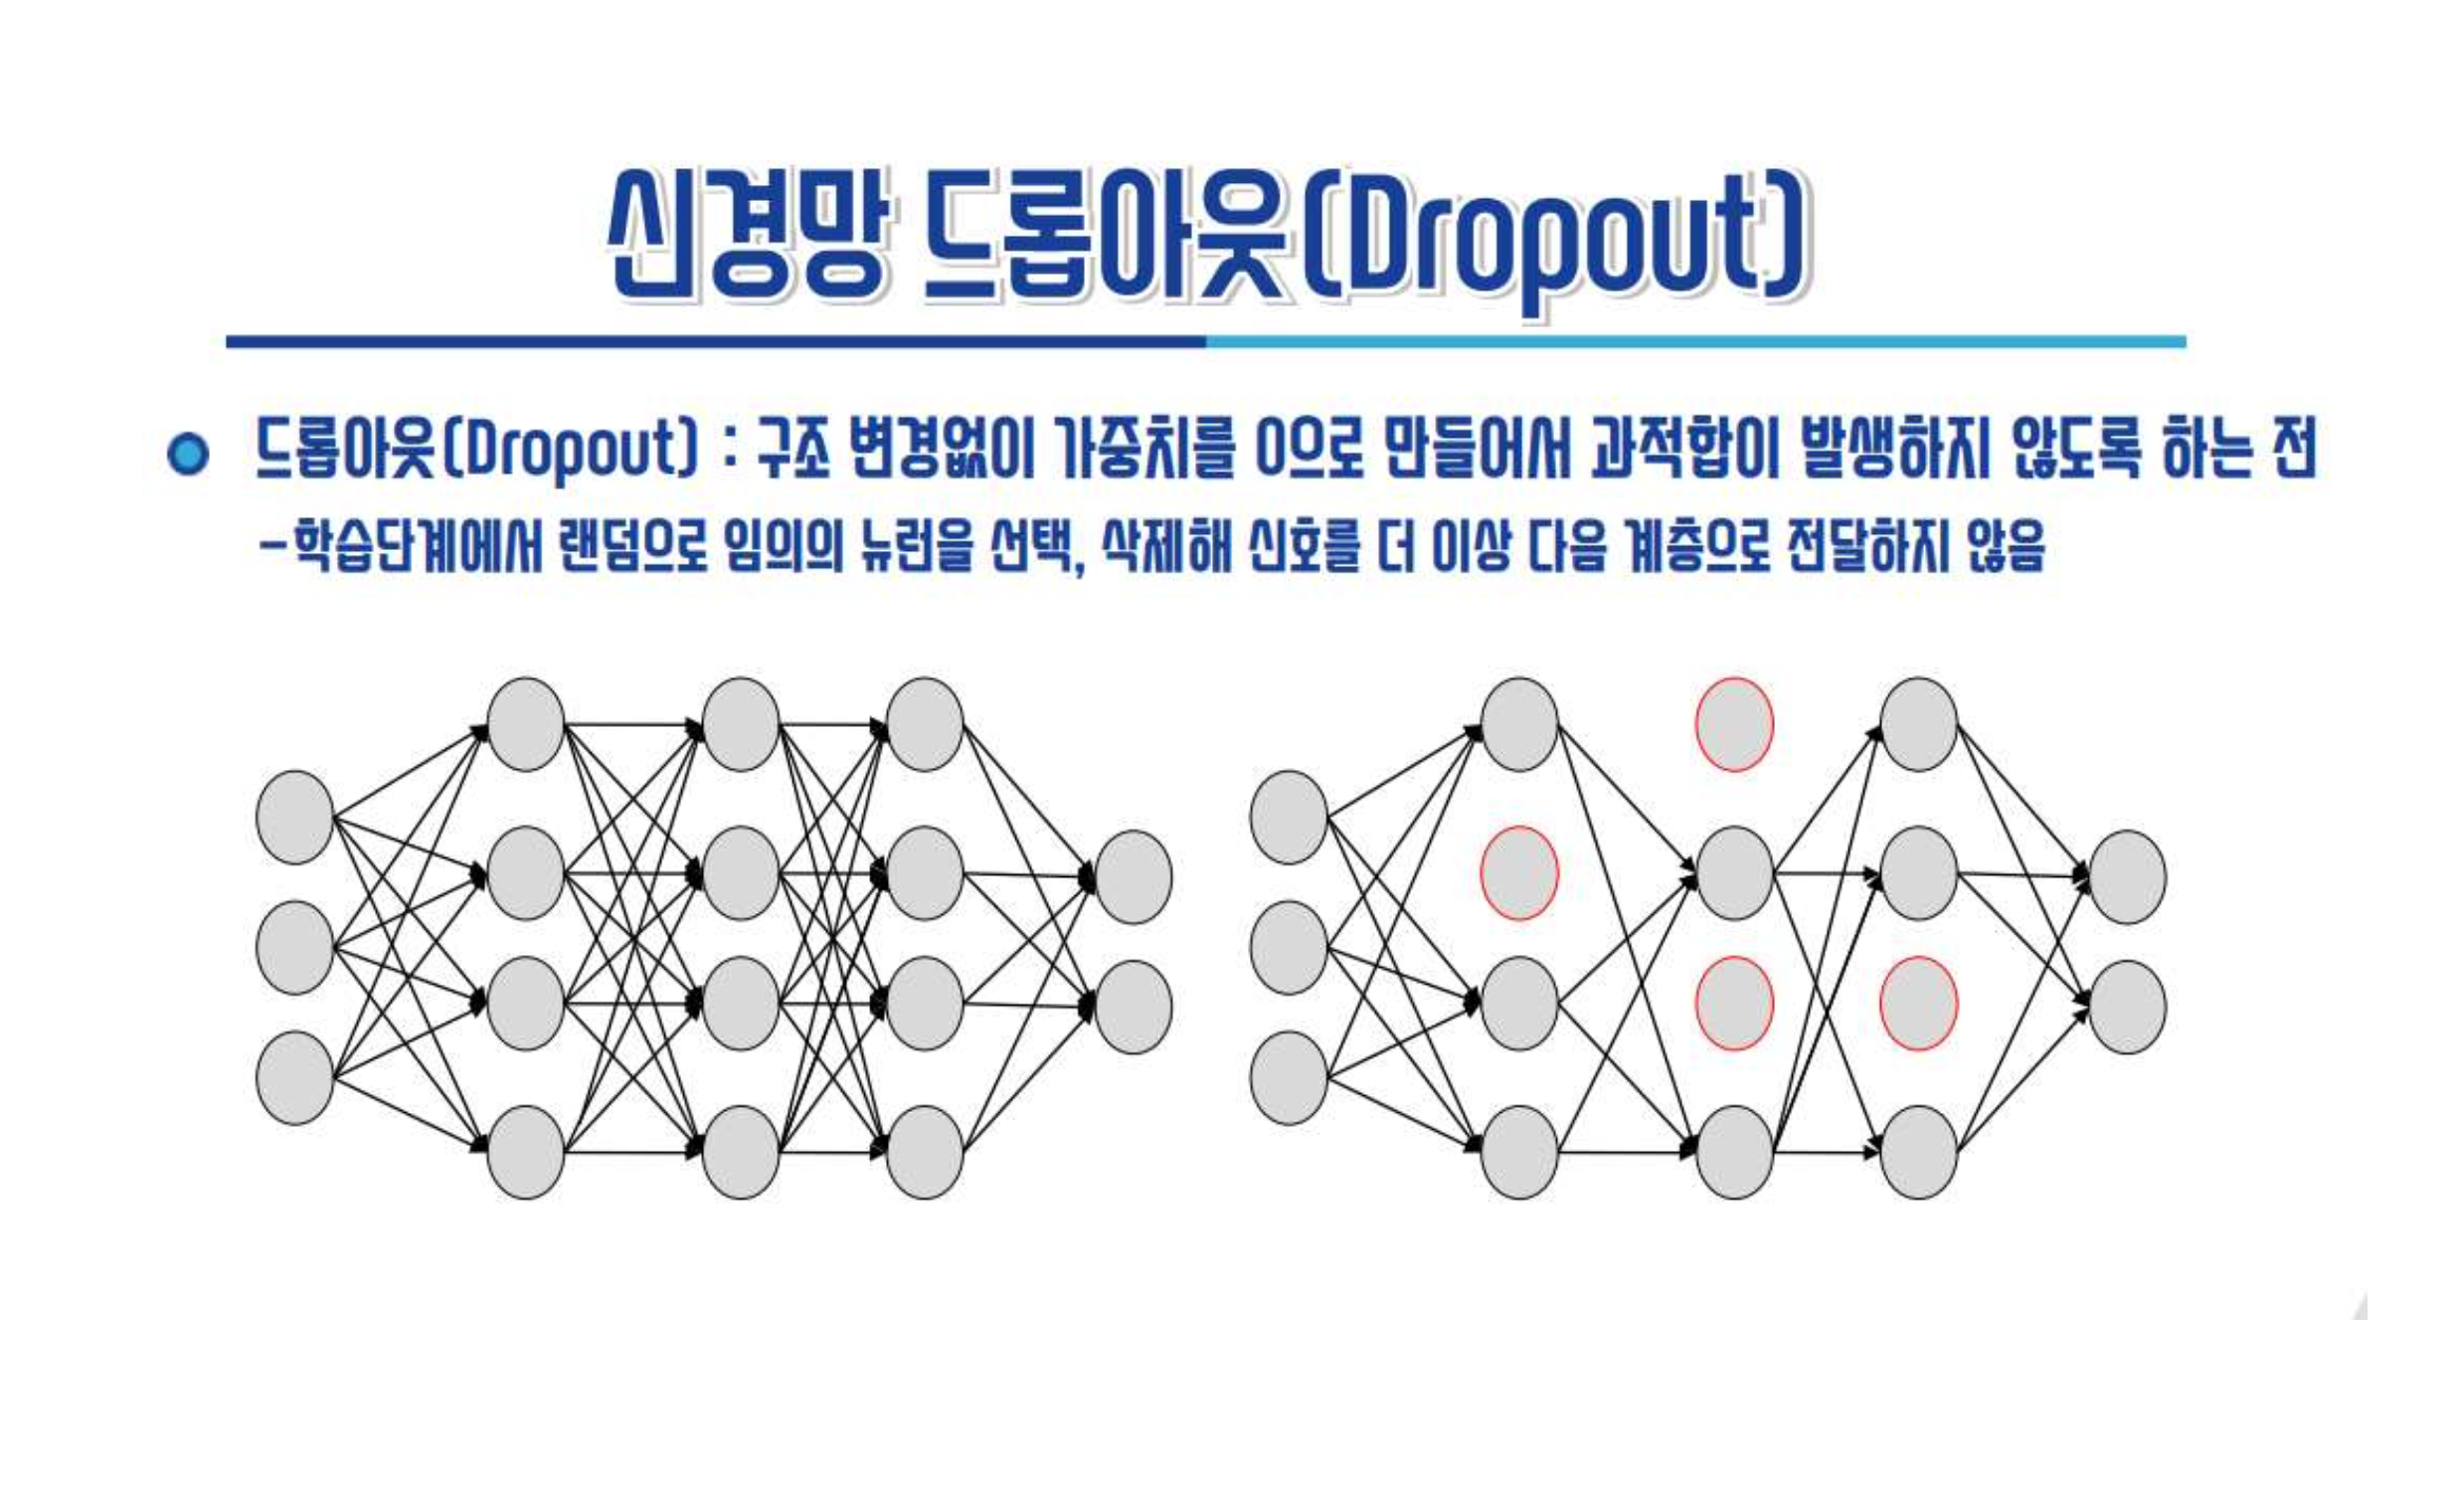 신경망 드롭아웃(Dropout)
드롭아웃(Dropout) : 구조 변경없이 가중치를 0으로 만들어서 과적합이 발생하지 않도록 하는 전
-학습단계에서 랜덤으로 임의의 뉴런을 선택, 삭제해 신호를 더 이상 다음 계층으로 전달하지 않음